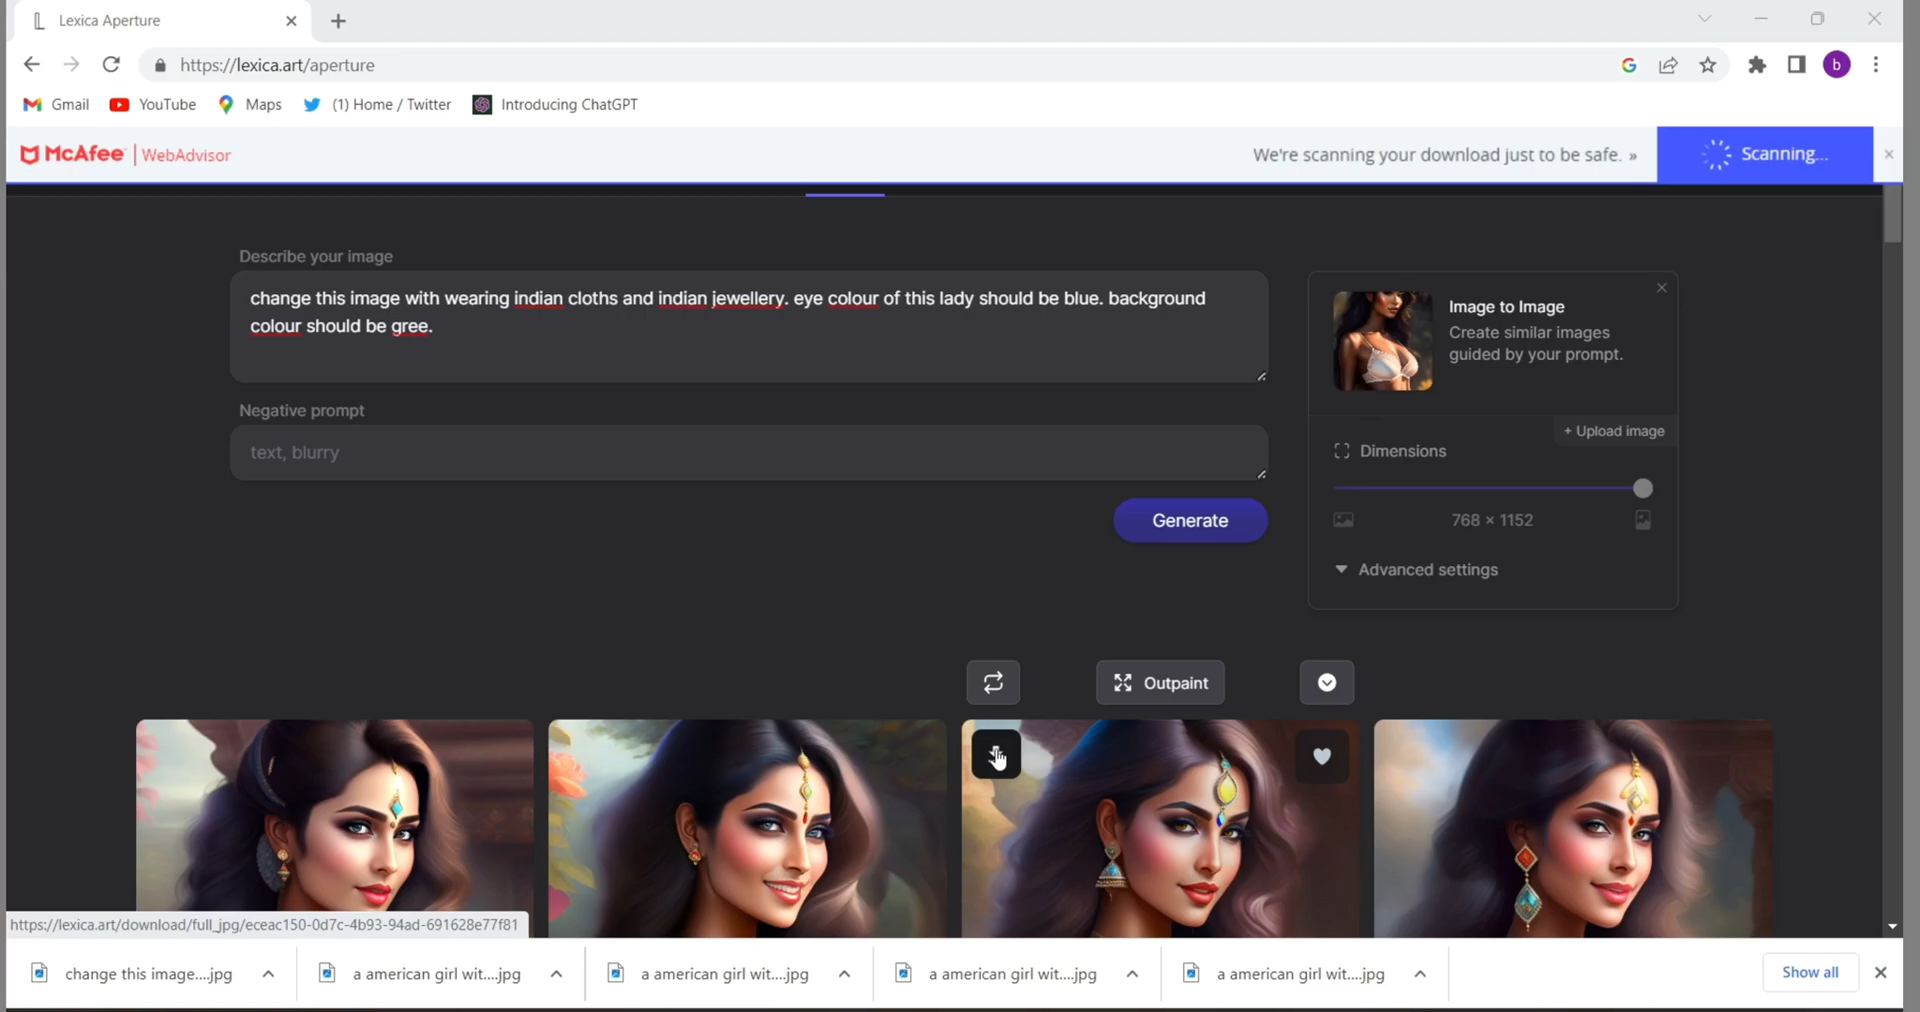 Lexica Aperture
https://lexica.art/aperture
b
Gmail
YouTube
Maps
(1) Home / Twitter
Introducing ChatGPT
McAfee | WebAdvisor
We're scanning your download just to be safe. »
Scanning...
Describe your image
change this image with wearing indian cloths and indian jewellery. eye colour of this lady should be blue. background
colour should be gree.
Image to Image
Create similar images
guided by your prompt.
Negative prompt
text, blurry
+ Upload image
Dimensions
768 × 1152
Generate
Advanced settings
Outpaint
https://lexica.art/download/full_jpg/eceac150-0d7c-4b93-94ad-691628e77f81
change this image....jpg
a american girl wit....jpg
a american girl wit....jpg
a american girl wit....jpg
a american girl wit....jpg
Show all